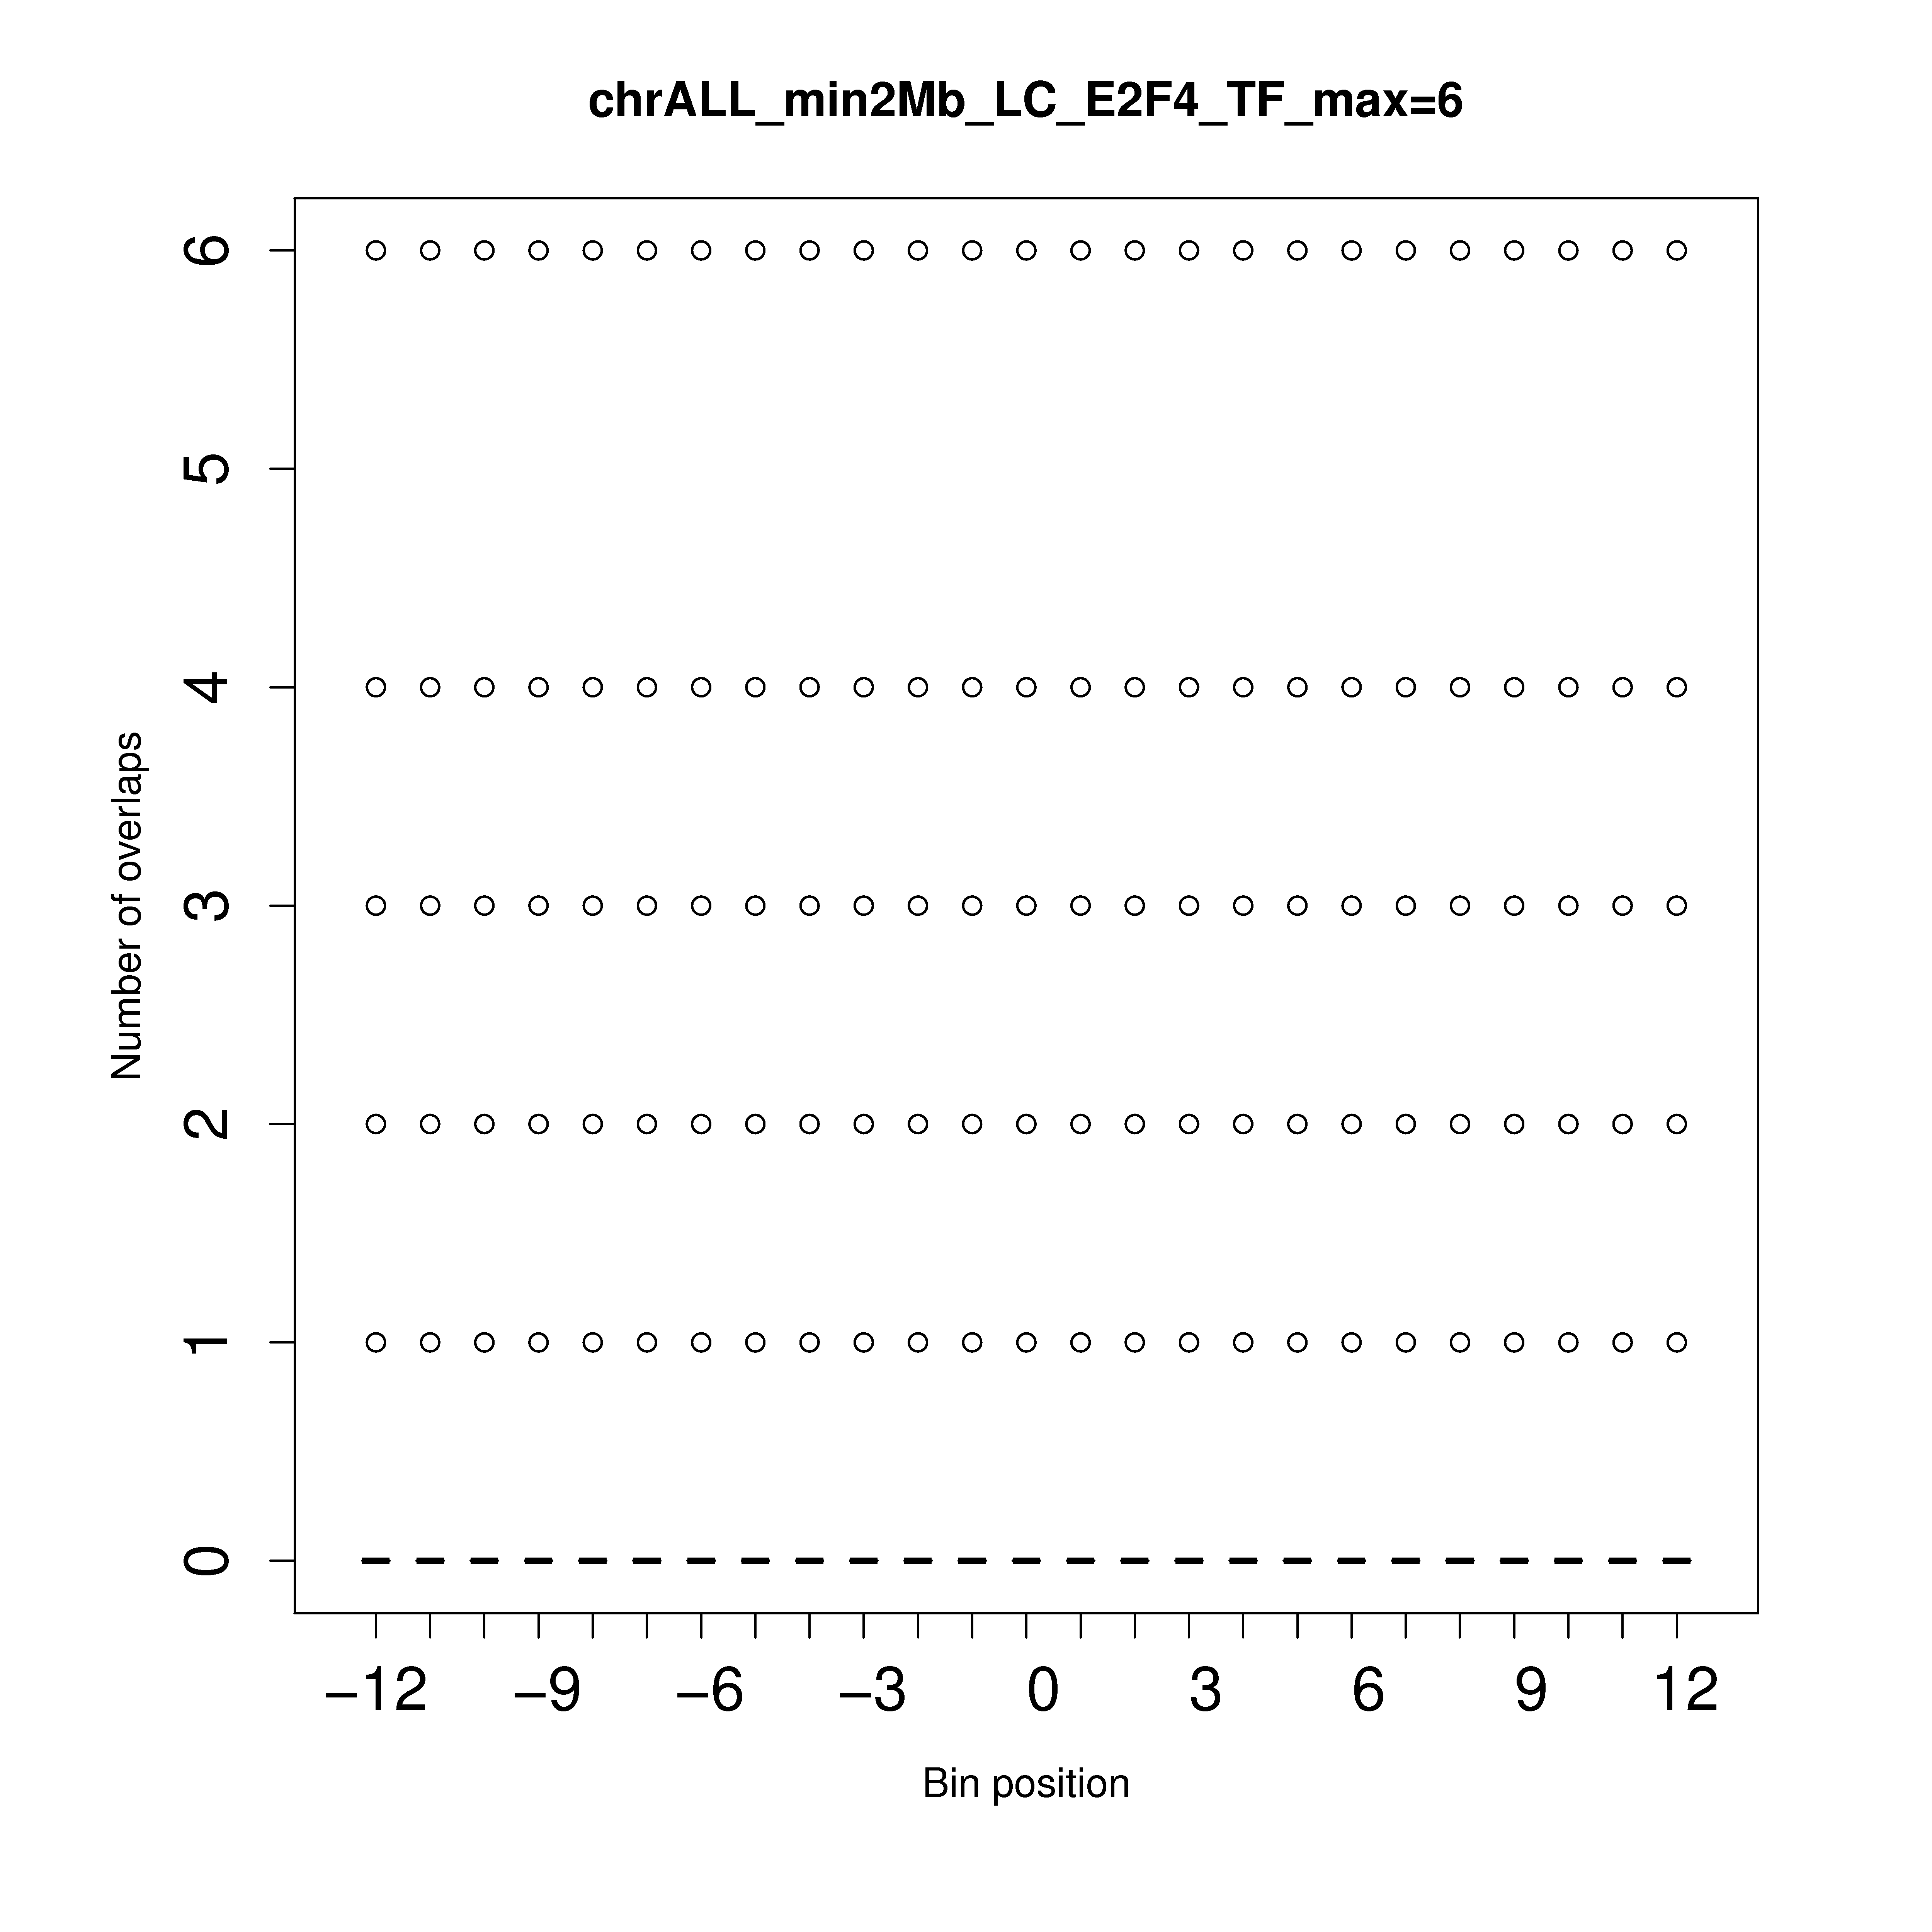 chrALL_min2Mb_LC_E2F4_TF_max=6
6
5
4
3
2
1
0
Number of overlaps
−12 −9 −6 −3 0 3 6 9 12
Bin position